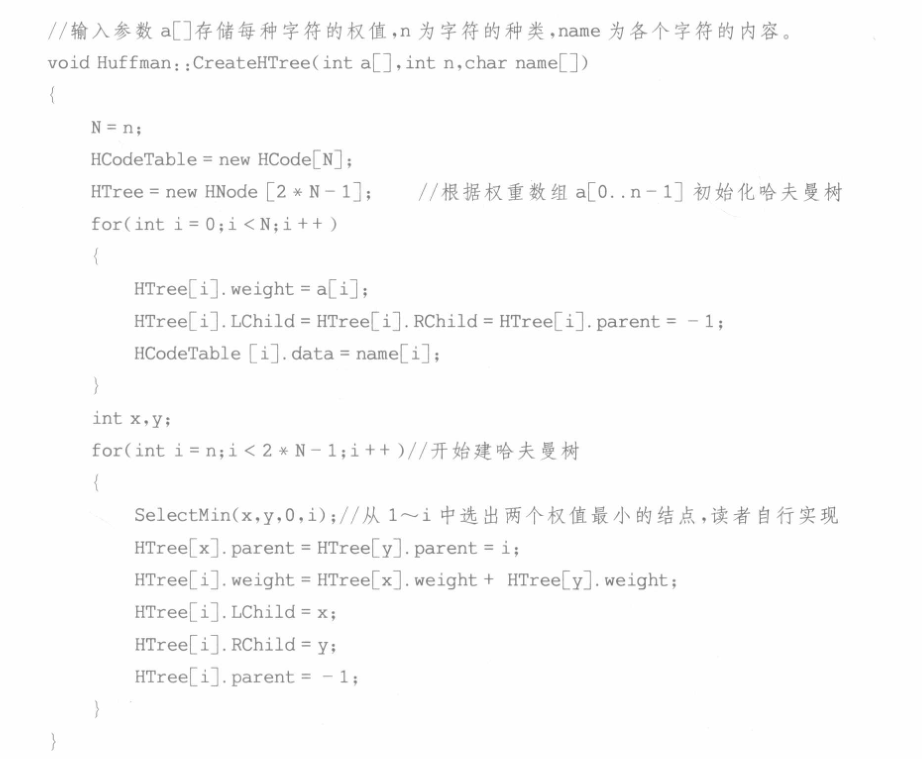 //输入参数 a[]存储每种字符的权值,n 为字符的种类,name 为各个字符的内容。
void Huffman::CreateHTree(int a[],int n,char name[])
{
N=n;
HCodeTable=new HCode[N];
HTree=new HNode [2*N-1]; //根据权重数组 a[0..n-1] 初始化哈夫曼树
for(int i=0;i<N;i++)
{
HTree[i].weight=a[i];
HTree[i].LChild=HTree[i].RChild=HTree[i].parent=-1;
HCodeTable [i].data=name[i];
}
int x,y;
for(int i=n;i<2*N-1;i++)//开始建哈夫曼树
{
SelectMin(x,y,0,i);//从 1～i 中选出两个权值最小的结点,读者自行实现
HTree[x].parent=HTree[y].parent=i;
HTree[i].weight=HTree[x].weight+ HTree[y].weight;
HTree[i].LChild=x;
HTree[i].RChild=y;
HTree[i].parent=-1;
}
}